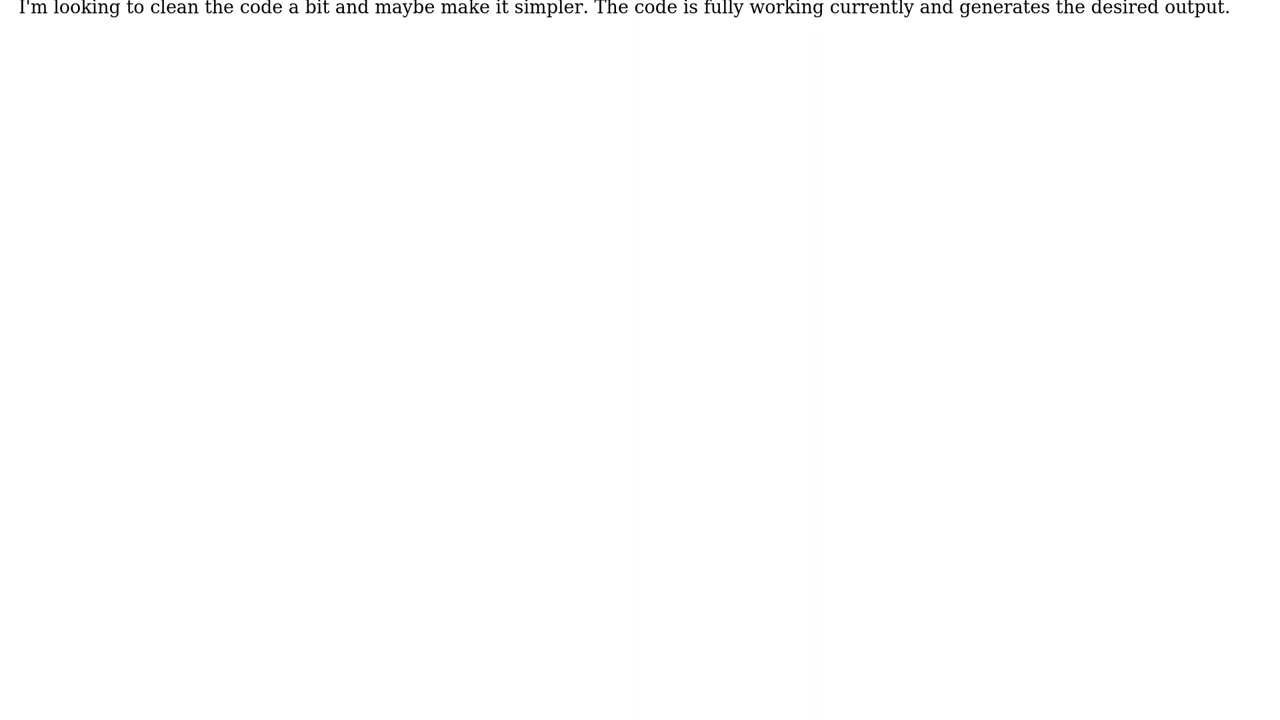 I'm looking to clean the code a bit and maybe make it simpler. The code is fully working currently and generates the desired output.